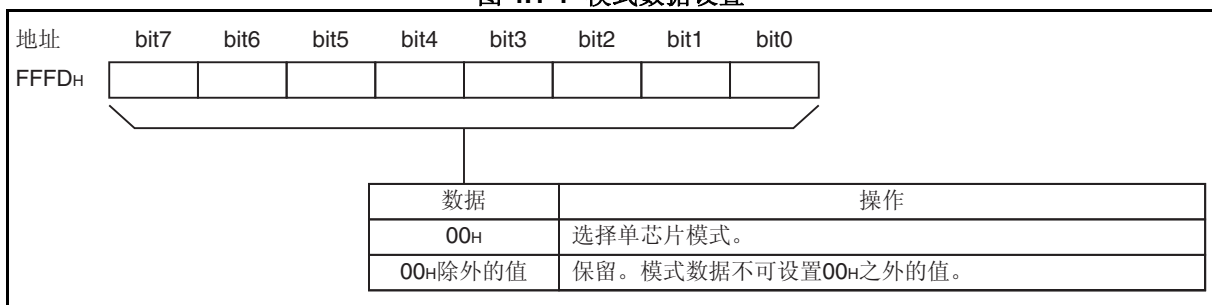 地址 bit7 bit6 bit5 bit4 bit3 bit2 bit1 bit0
FFFDH
数据 操作
00H 选择单芯片模式。
00H除外的值 保留。模式数据不可设置00H之外的值。